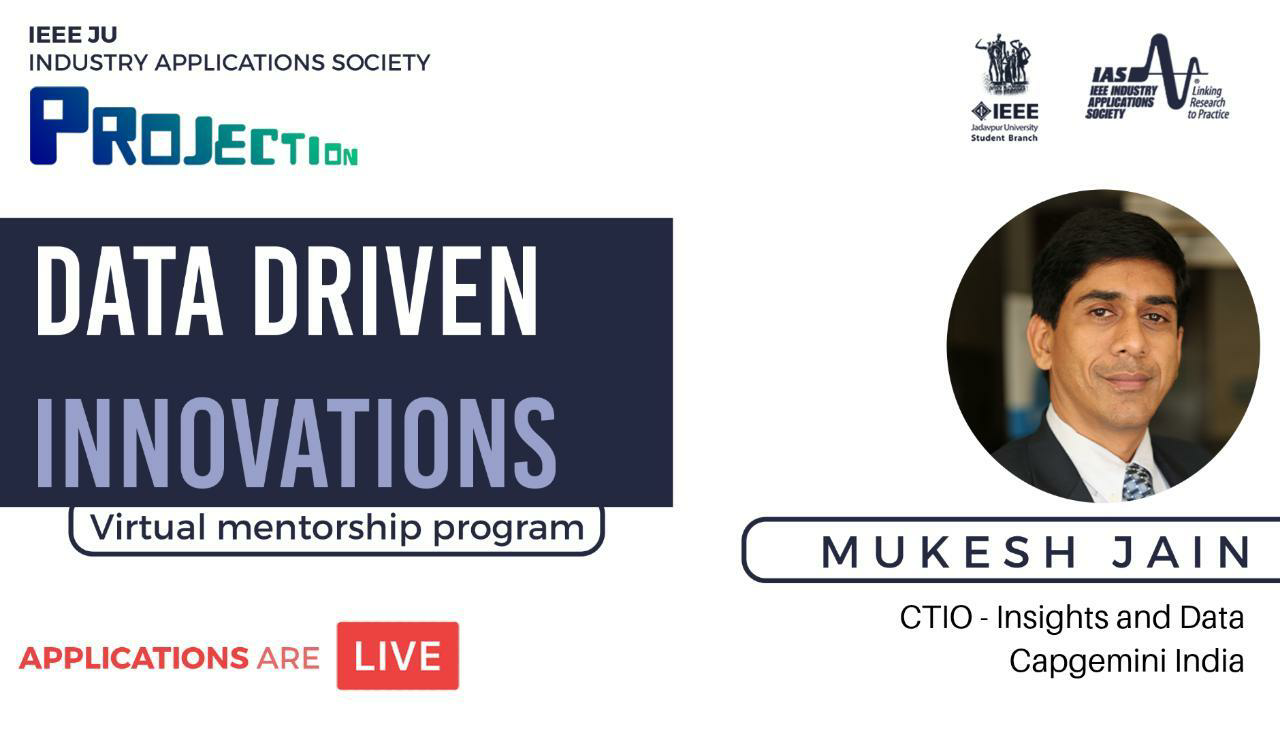 IEEE JU
INDUSTRY APPLICATIONS SOCIETY
PROJECTION
IEEE
Jadavpur University
Student Branch
IAS
IEEE INDUSTRY
APPLICATIONS
SOCIETY
®
Linking
Research
to Practice
DATA DRIVEN
INNOVATIONS
Virtual mentorship program
MUKESH JAIN
CTIO - Insights and Data
Capgemini India
APPLICATIONS ARE LIVE